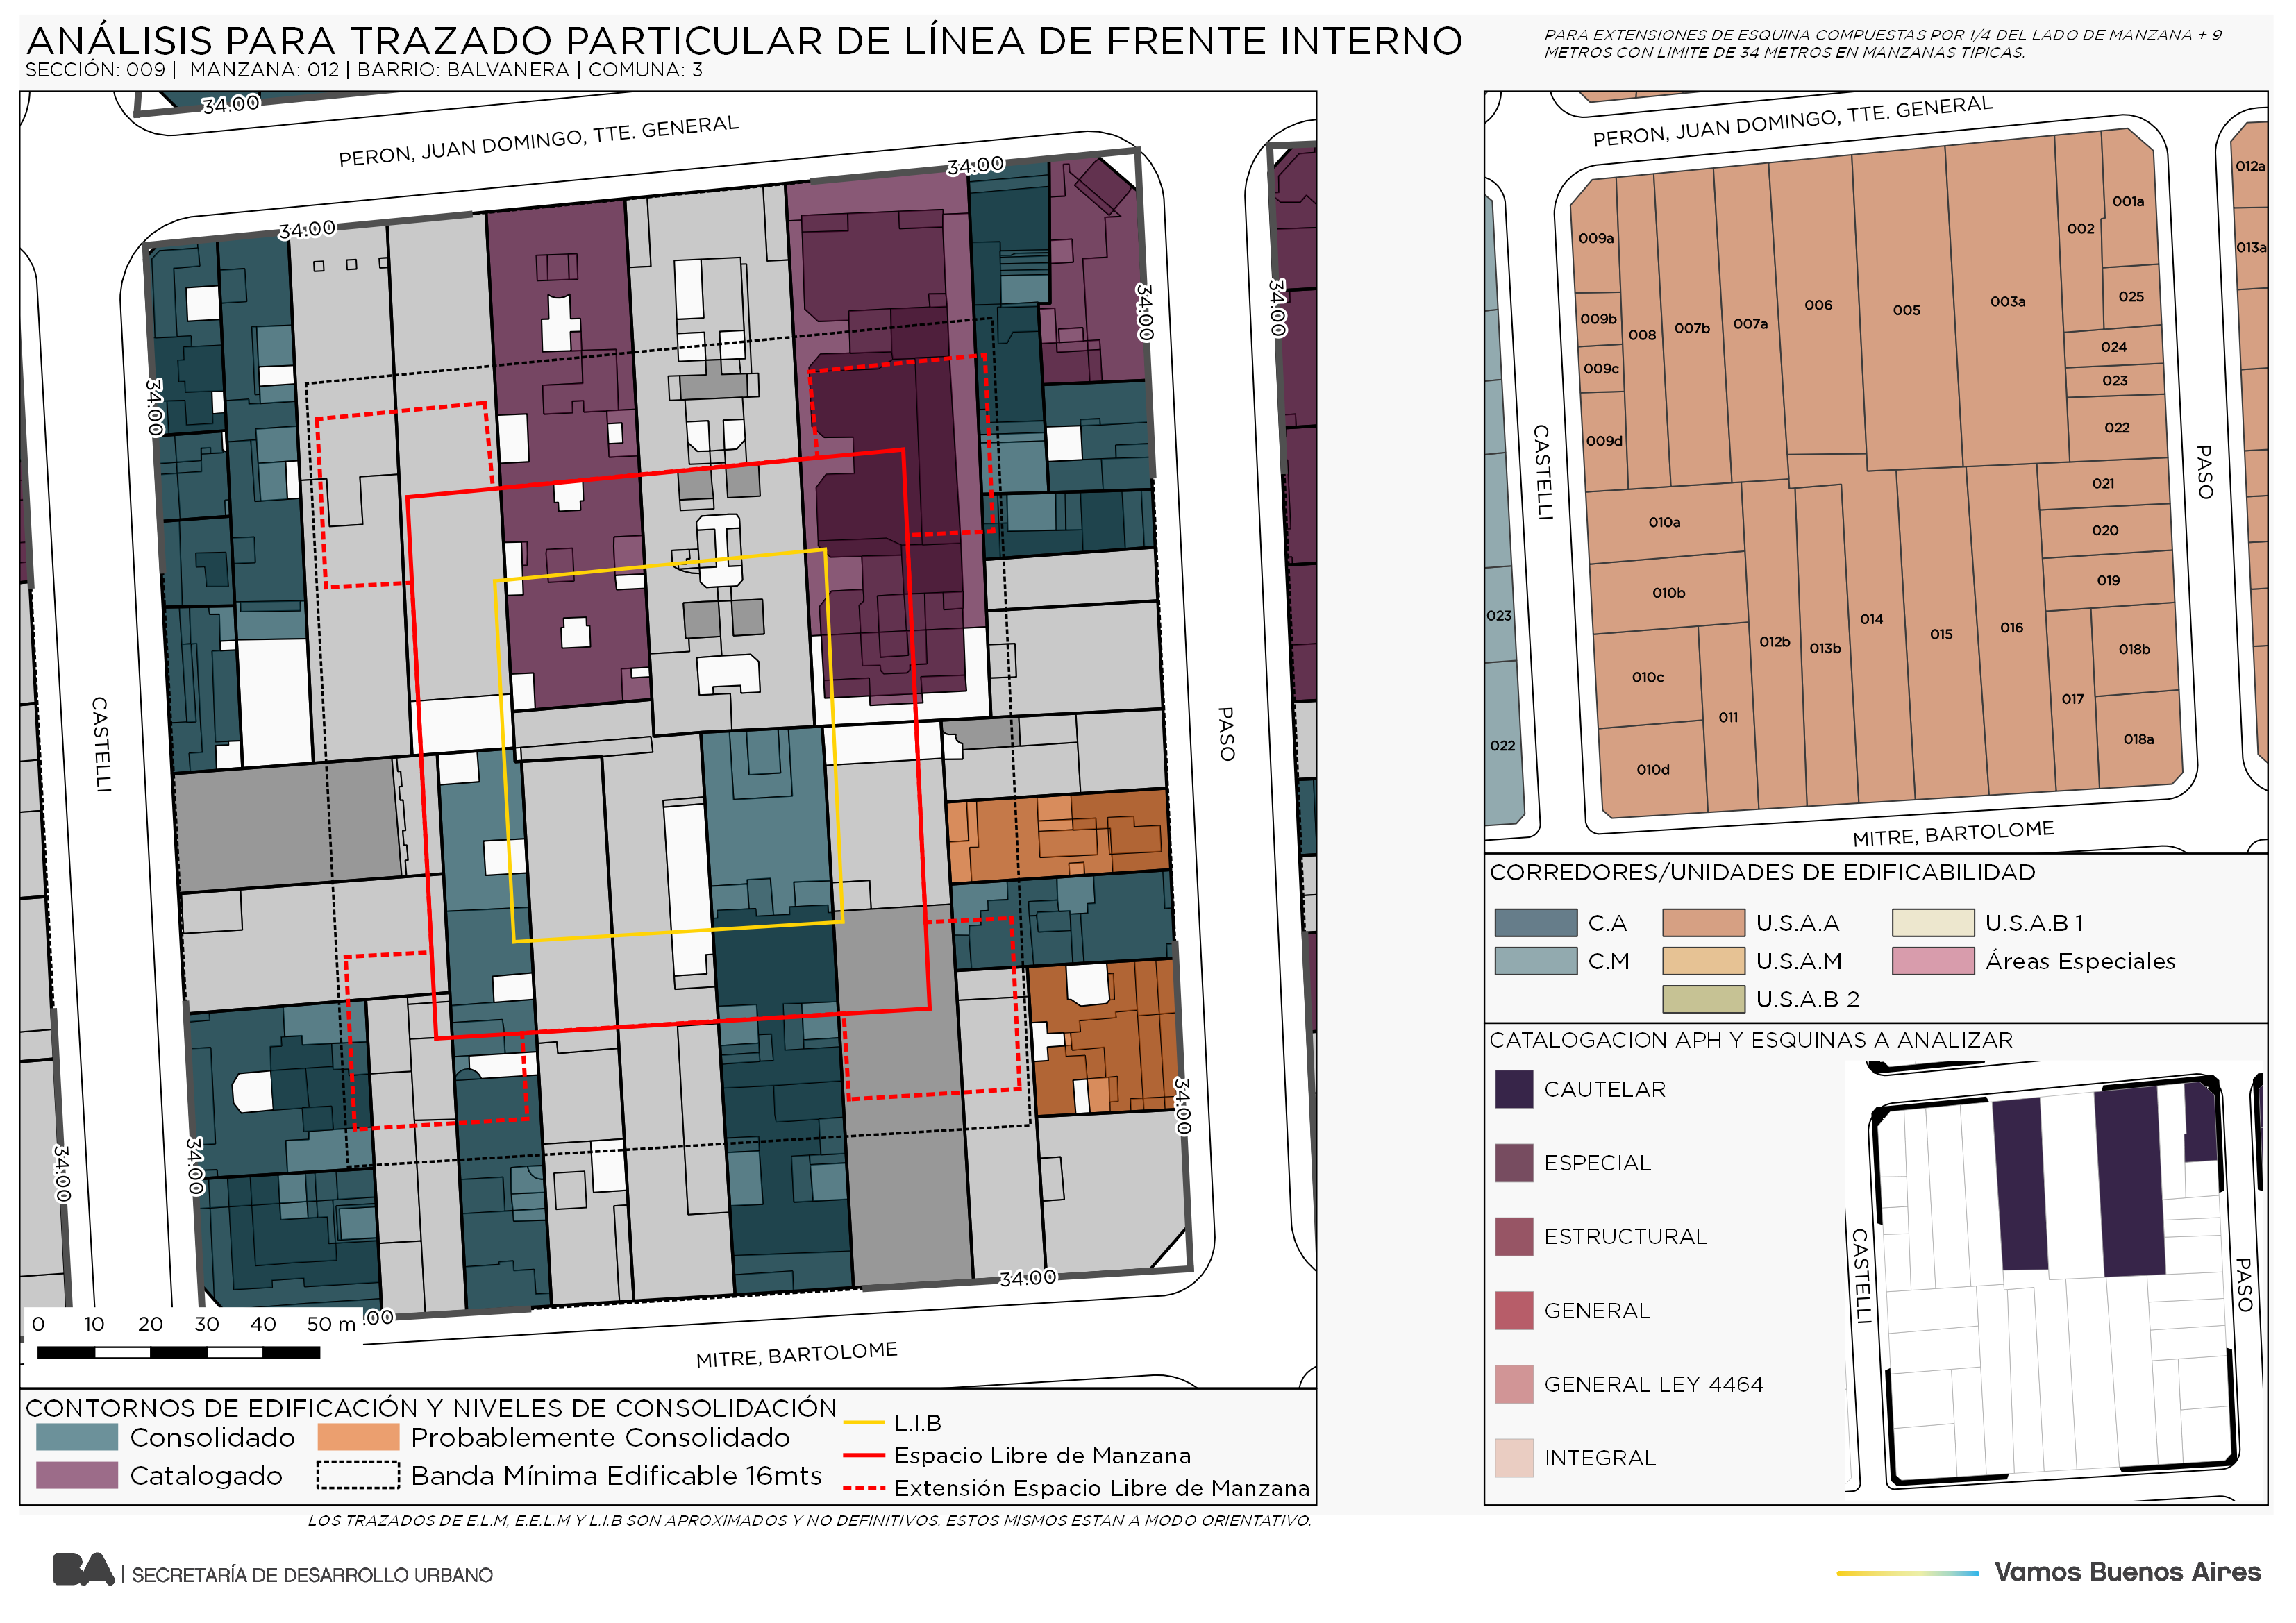 ANÁLISIS PARA TRAZADO PARTICULAR DE LÍNEA DE FRENTE INTERNO
SECCIÓN: 009 | MANZANA: 012 | BARRIO: BALVANERA | COMUNA: 3
PARA EXTENSIONES DE ESQUINA COMPUESTAS POR 1/4 DEL LADO DE MANZANA + 9
METROS CON LIMITE DE 34 METROS EN MANZANAS TIPICAS.
34.00
PERON, JUAN DOMINGO, TTE. GENERAL
34.00
34.00
34.00
34.00
34.00
CASTELLI
PASO
34.00
34.00
34.00
34.00
.00
MITRE, BARTOLOME
0 10 20 30 40 50 m
CONTORNOS DE EDIFICACIÓN Y NIVELES DE CONSOLIDACIÓN
Consolidado
Probablemente Consolidado
Catalogado
Banda Mínima Edificable 16mts
L.I.B
Espacio Libre de Manzana
Extensión Espacio Libre de Manzana
LOS TRAZADOS DE E.L.M, E.E.L.M Y L.I.B SON APROXIMADOS Y NO DEFINITIVOS. ESTOS MISMOS ESTAN A MODO ORIENTATIVO.
PERON, JUAN DOMINGO, TTE. GENERAL
012a
001a
002
009a
013a
025
003a
006
005
009b
007a
007b
008
024
009c
023
022
009d
CASTELLI
PASO
021
010a
020
019
010b
023
014
016
015
012b
013b
018b
010c
017
011
018a
022
010d
MITRE, BARTOLOME
CORREDORES/UNIDADES DE EDIFICABILIDAD
C.A
U.S.A.A
U.S.A.B 1
C.M
U.S.A.M
Áreas Especiales
U.S.A.B 2
CATALOGACION APH Y ESQUINAS A ANALIZAR
CAUTELAR
ESPECIAL
ESTRUCTURAL
GENERAL
GENERAL LEY 4464
INTEGRAL
CASTELLI
PASO
BA | SECRETARÍA DE DESARROLLO URBANO
Vamos Buenos Aires